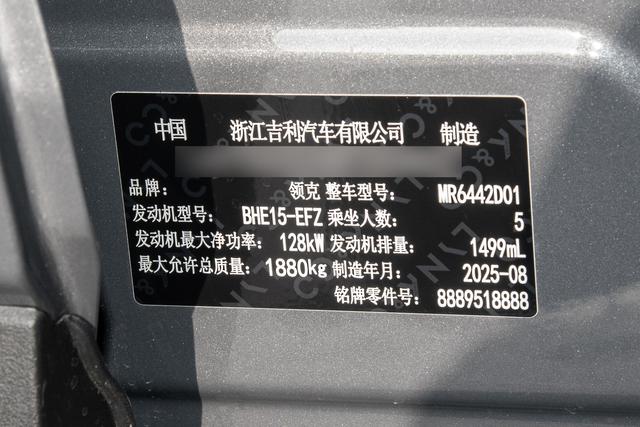 中国 浙江吉利汽车有限公司 制造
品牌： 领克 整车型号： MR6442D01
发动机型号： BHE15-EFZ 乘坐人数： 5
发动机最大净功率： 128kW 发动机排量： 1499mL
最大允许总质量： 1880kg 制造年月： 2025-08
铭牌零件号： 8889518888